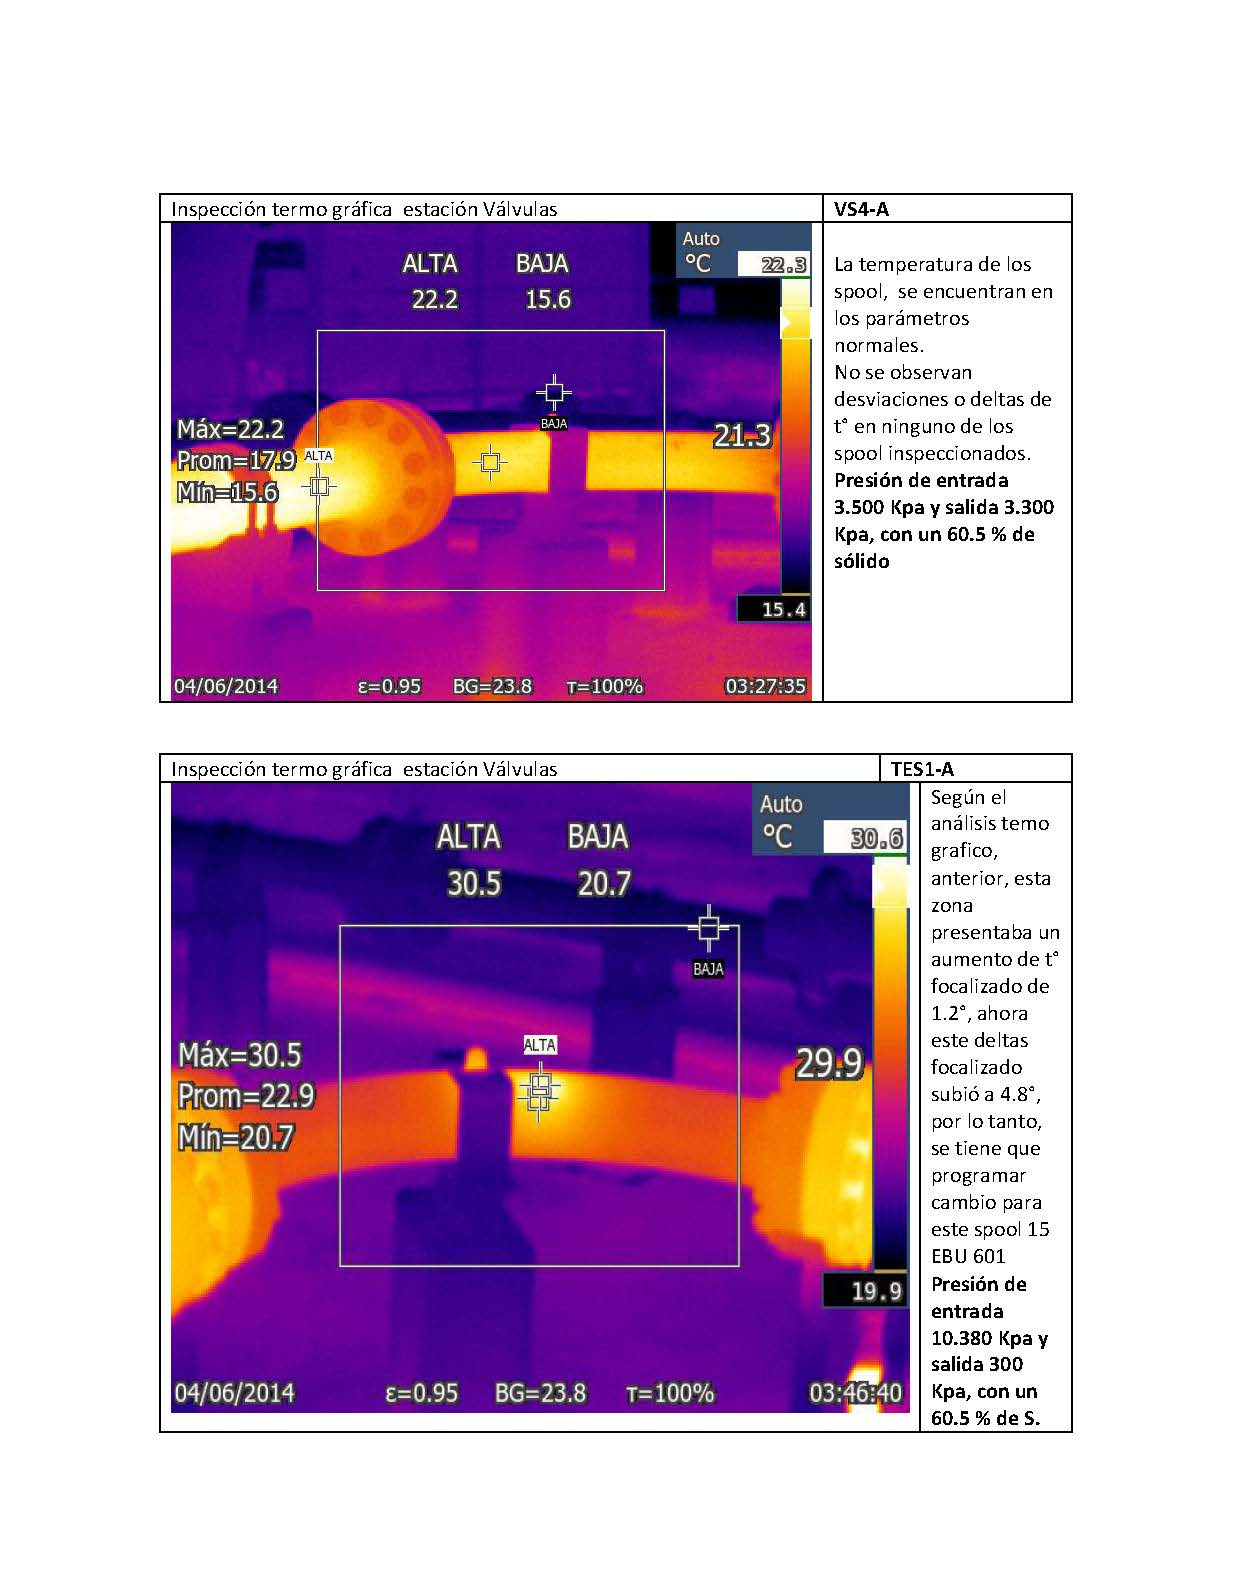 Inspección termo gráfica  estación Válvulas
VS4-A
Auto
°C
22.3
ALTA
BAJA
22.2
15.6
BAJA
Máx=22.2
Prom=17.9
Mín=15.6
ALTA
21.3
15.4
04/06/2014
ε=0.95
BG=23.8
τ=100%
03:27:35
La temperatura de los
spool,  se encuentran en
los parámetros
normales.
No se observan
desviaciones o deltas de
t° en ninguno de los
spool inspeccionados.
Presión de entrada
3.500 Kpa y salida 3.300
Kpa, con un 60.5 % de
sólido
Inspección termo gráfica  estación Válvulas
TES1-A
Auto
°C
30.6
ALTA
BAJA
30.5
20.7
BAJA
ALTA
Máx=30.5
Prom=22.9
Mín=20.7
29.9
19.9
04/06/2014
ε=0.95
BG=23.8
τ=100%
03:46:40
Según el
análisis temo
grafico,
anterior, esta
zona
presentaba un
aumento de t°
focalizado de
1.2°, ahora
este deltas
focalizado
subió a 4.8°,
por lo tanto,
se tiene que
programar
cambio para
este spool 15
EBU 601
Presión de
entrada
10.380 Kpa y
salida 300
Kpa, con un
60.5 % de S.